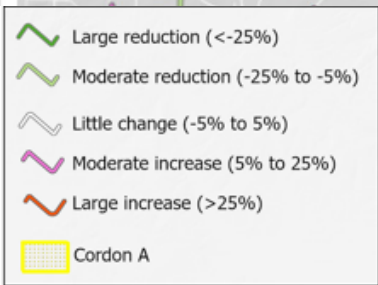 Large reduction (<-25%)
Moderate reduction (-25% to -5%)
Little change (-5% to 5%)
Moderate increase (5% to 25%)
Large increase (>25%)
Cordon A